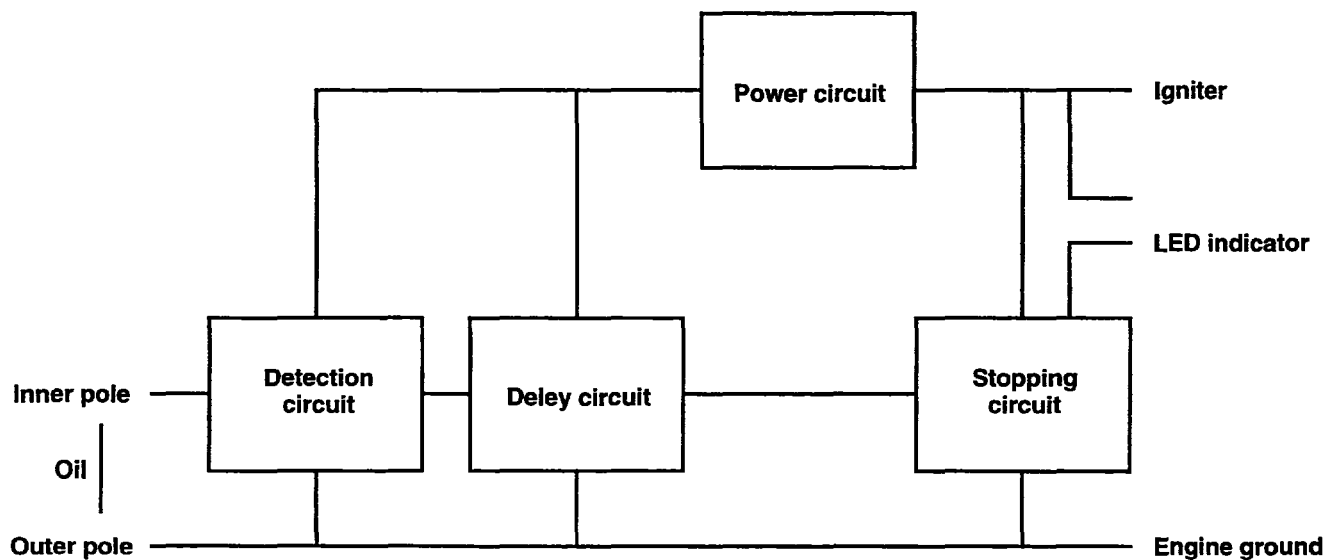 Power circuit
Igniter
LED indicator
Inner pole
Detection
circuit
Deley circuit
Stopping
circuit
Oil
Outer pole
Engine ground